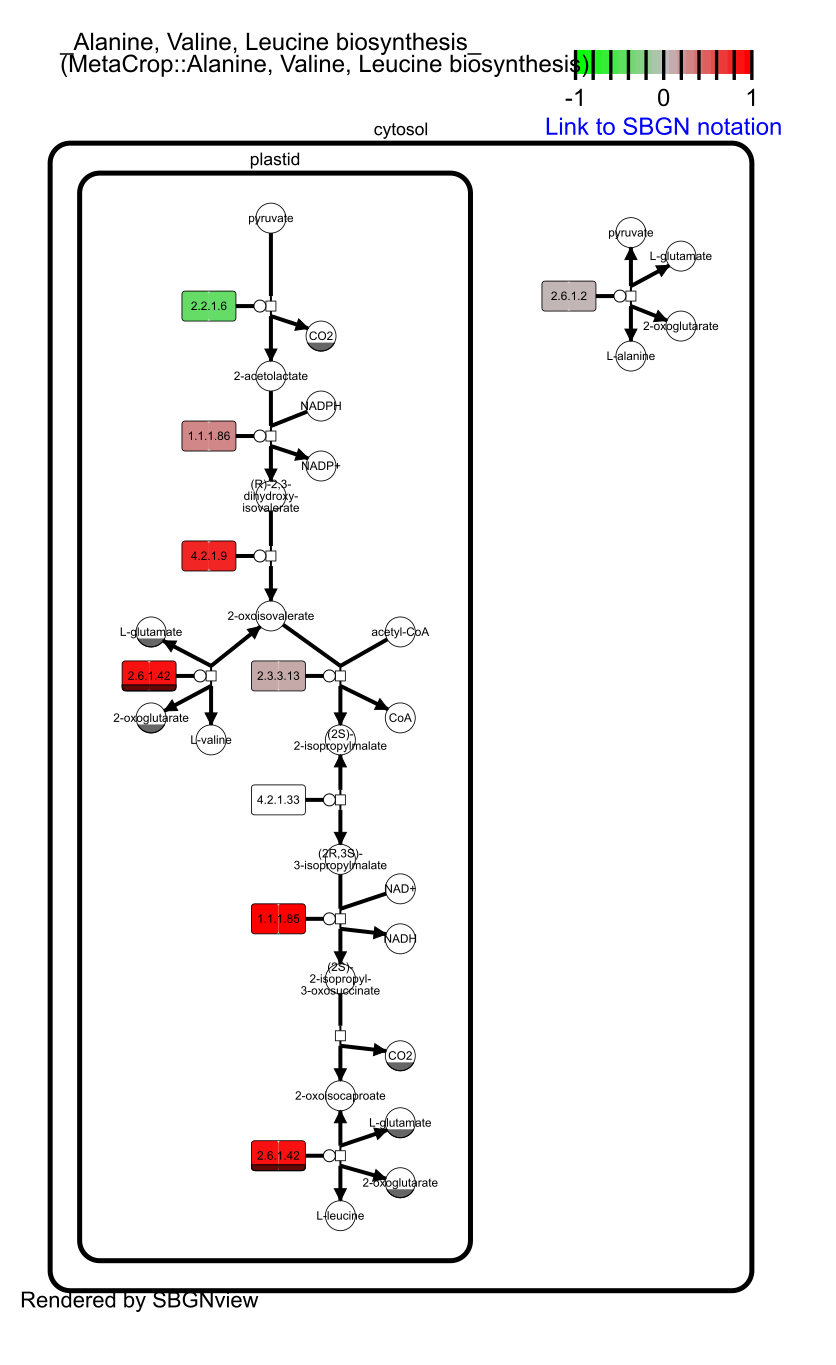 _Alanine, Valine, Leucine biosynthesis_
(MetaCrop::Alanine, Valine, Leucine biosynthesis)
-1 0 1
Link to SBGN notation
cytosol
plastid
pyruvate
2.2.1.6
CO2
2-acetolactate
NADPH
1.1.1.86
NADP+
(R)-2,3-
dihydroxy-
isovalerate
4.2.1.9
2-oxoisovalerate
L-glutamate
acetyl-CoA
2.6.1.42
2.3.3.13
2-oxoglutarate
CoA
L-valine
(2S)-
2-isopropylmalate
4.2.1.33
(2R,3S)-
3-isopropylmalate
NAD+
1.1.1.85
NADH
(2S)-
2-isopropyl-
3-oxosuccinate
CO2
2-oxoisocaproate
L-glutamate
2.6.1.42
2-oxoglutarate
L-leucine
pyruvate
L-glutamate
2.6.1.2
2-oxoglutarate
L-alanine
Rendered by SBGNview